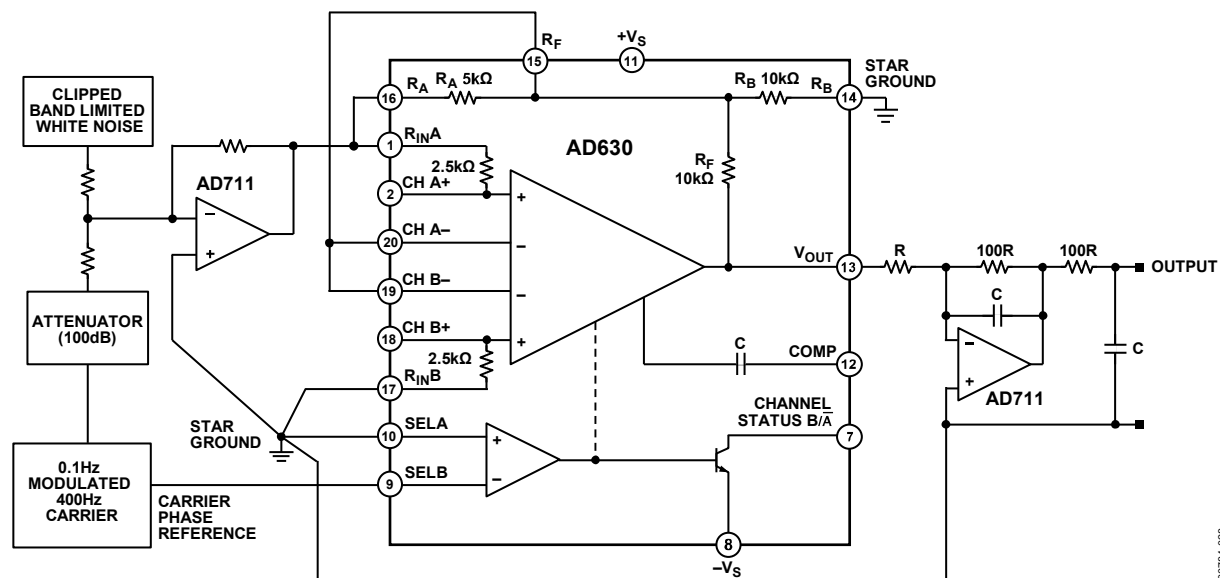 CLIPPED
BAND LIMITED
WHITE NOISE
ATTENUATOR
(100dB)
0.1Hz
MODULATED
400Hz
CARRIER
CARRIER
PHASE
REFERENCE
AD711
−
+
STAR
GROUND
R_F
15
+V_S
11
STAR
GROUND
16
R_A
R_A 5kΩ
R_B 10kΩ
R_B
14
1
R_INA
2.5kΩ
AD630
R_F
10kΩ
2
CH A+
+
20
CH A−
−
19
CH B−
−
18
CH B+
+
2.5kΩ
17
R_INB
10
SELA
+
9
SELB
−
V_OUT
13
C
COMP
12
CHANNEL
STATUS B/A̅
7
8
−V_S
R
100R
100R
OUTPUT
C
−
+
AD711
C